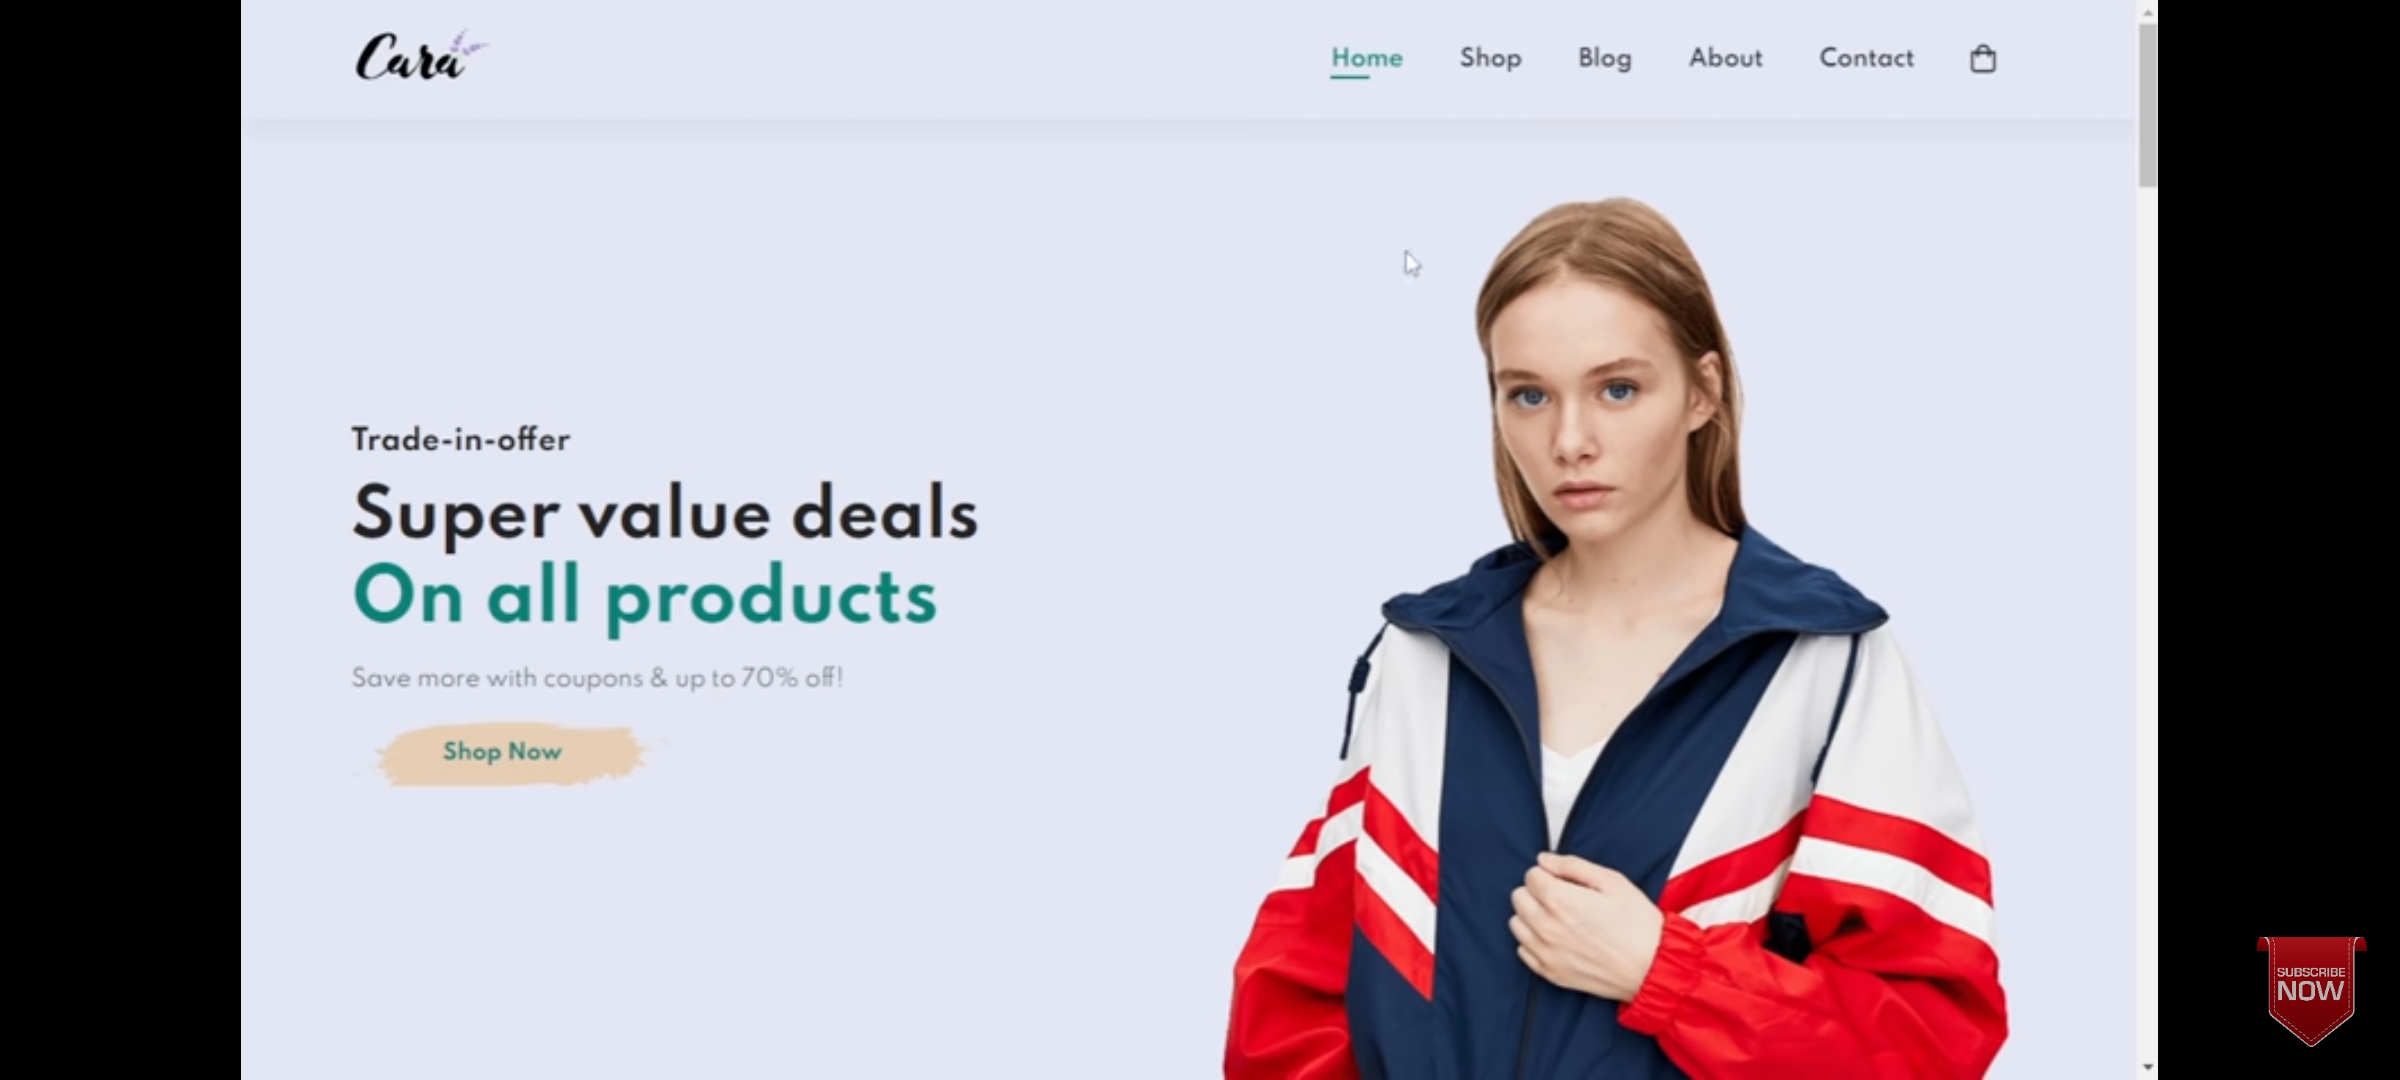 Cara
Home Shop Blog About Contact
Trade-in-offer
Super value deals
On all products
Save more with coupons & up to 70% off!
Shop Now
SUBSCRIBE
NOW